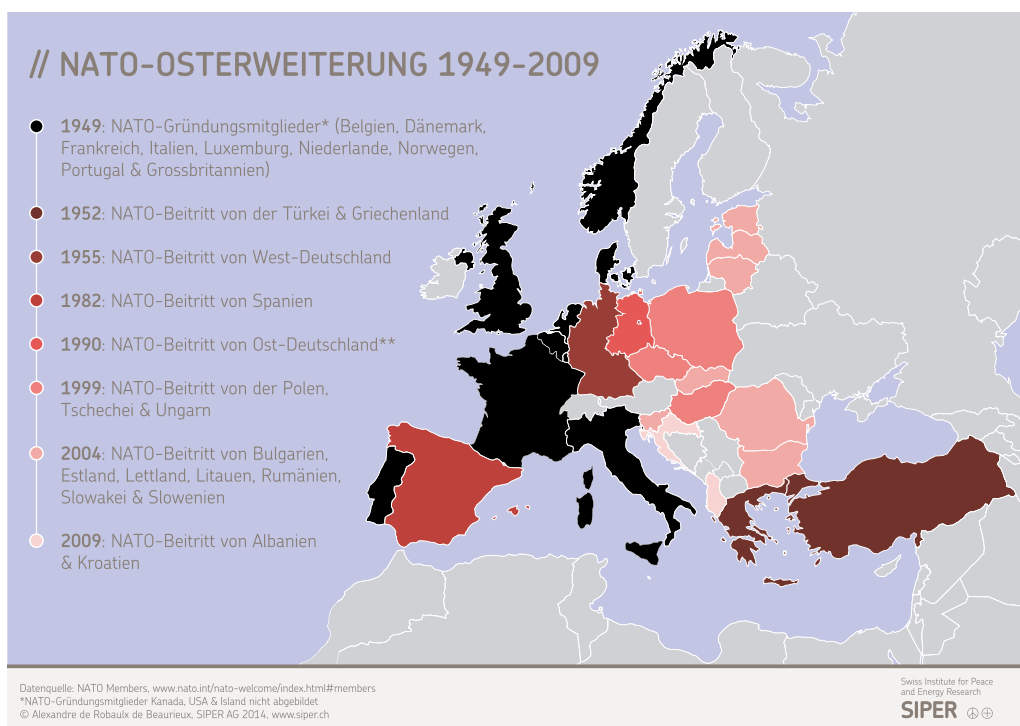 // NATO-OSTERWEITERUNG 1949-2009
1949: NATO-Gründungsmitglieder* (Belgien, Dänemark,
Frankreich, Italien, Luxemburg, Niederlande, Norwegen,
Portugal & Grossbritannien)
1952: NATO-Beitritt von der Türkei & Griechenland
1955: NATO-Beitritt von West-Deutschland
1982: NATO-Beitritt von Spanien
1990: NATO-Beitritt von Ost-Deutschland**
1999: NATO-Beitritt von der Polen,
Tschechei & Ungarn
2004: NATO-Beitritt von Bulgarien,
Estland, Lettland, Litauen, Rumänien,
Slowakei & Slowenien
2009: NATO-Beitritt von Albanien
& Kroatien
Datenquelle: NATO Members, www.nato.int/nato-welcome/index.html#members
*NATO-Gründungsmitglied Kanada, USA & Island nicht abgebildet
© Alexandre de Robaulx de Beaurieux, SIPER AG 2014, www.siper.ch
Swiss Institute for Peace
and Energy Research
SIPER